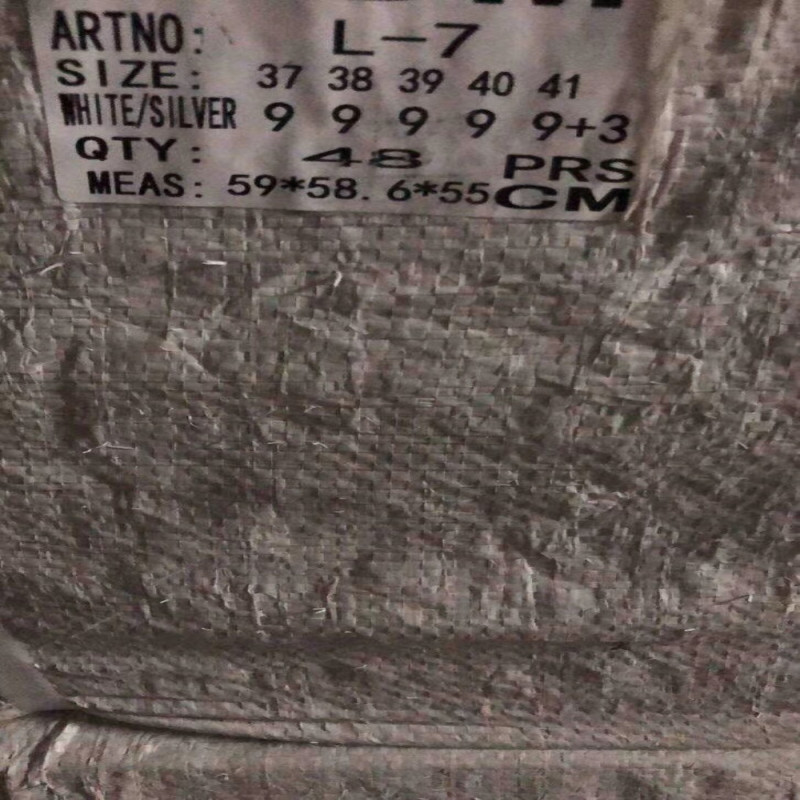 ARTNO: L-7
SIZE: 37 38 39 40 41
WHITE/SILVER 9 9 9 9 9+3
QTY: 48 PRS
MEAS: 59*58.6*55CM